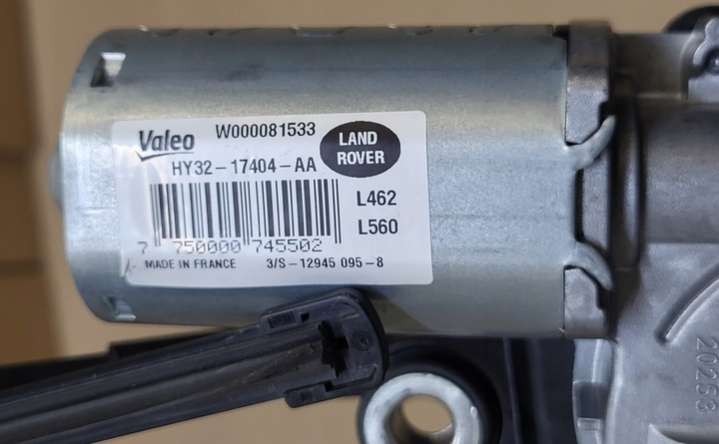 Valeo W000081533
LAND
ROVER
HY32-17404-AA
L462
L560
7 750000 745502
MADE IN FRANCE 3/S-12945 095-8
20253